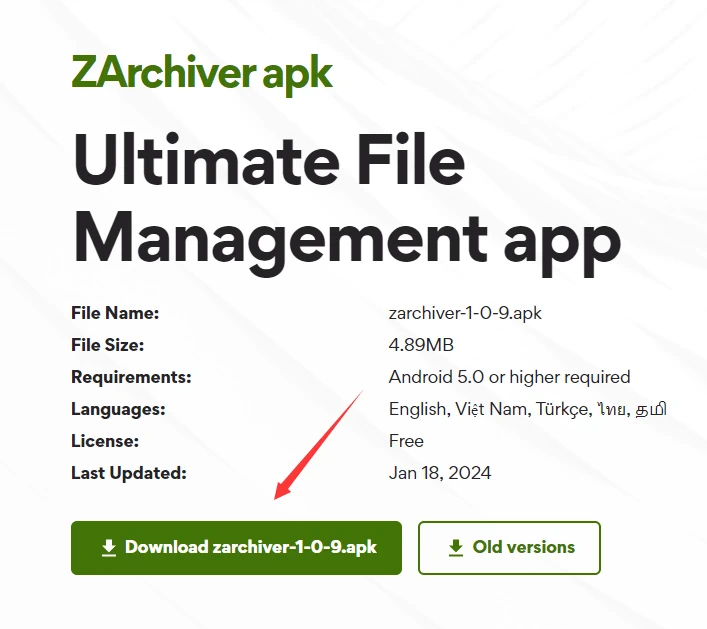 ZArchiver apk
Ultimate File
Management app
File Name: zarchiver-1-0-9.apk
File Size: 4.89MB
Requirements: Android 5.0 or higher required
Languages: English, Việt Nam, Türkçe, ไทย, தமி
License: Free
Last Updated: Jan 18, 2024
Download zarchiver-1-0-9.apk Old versions